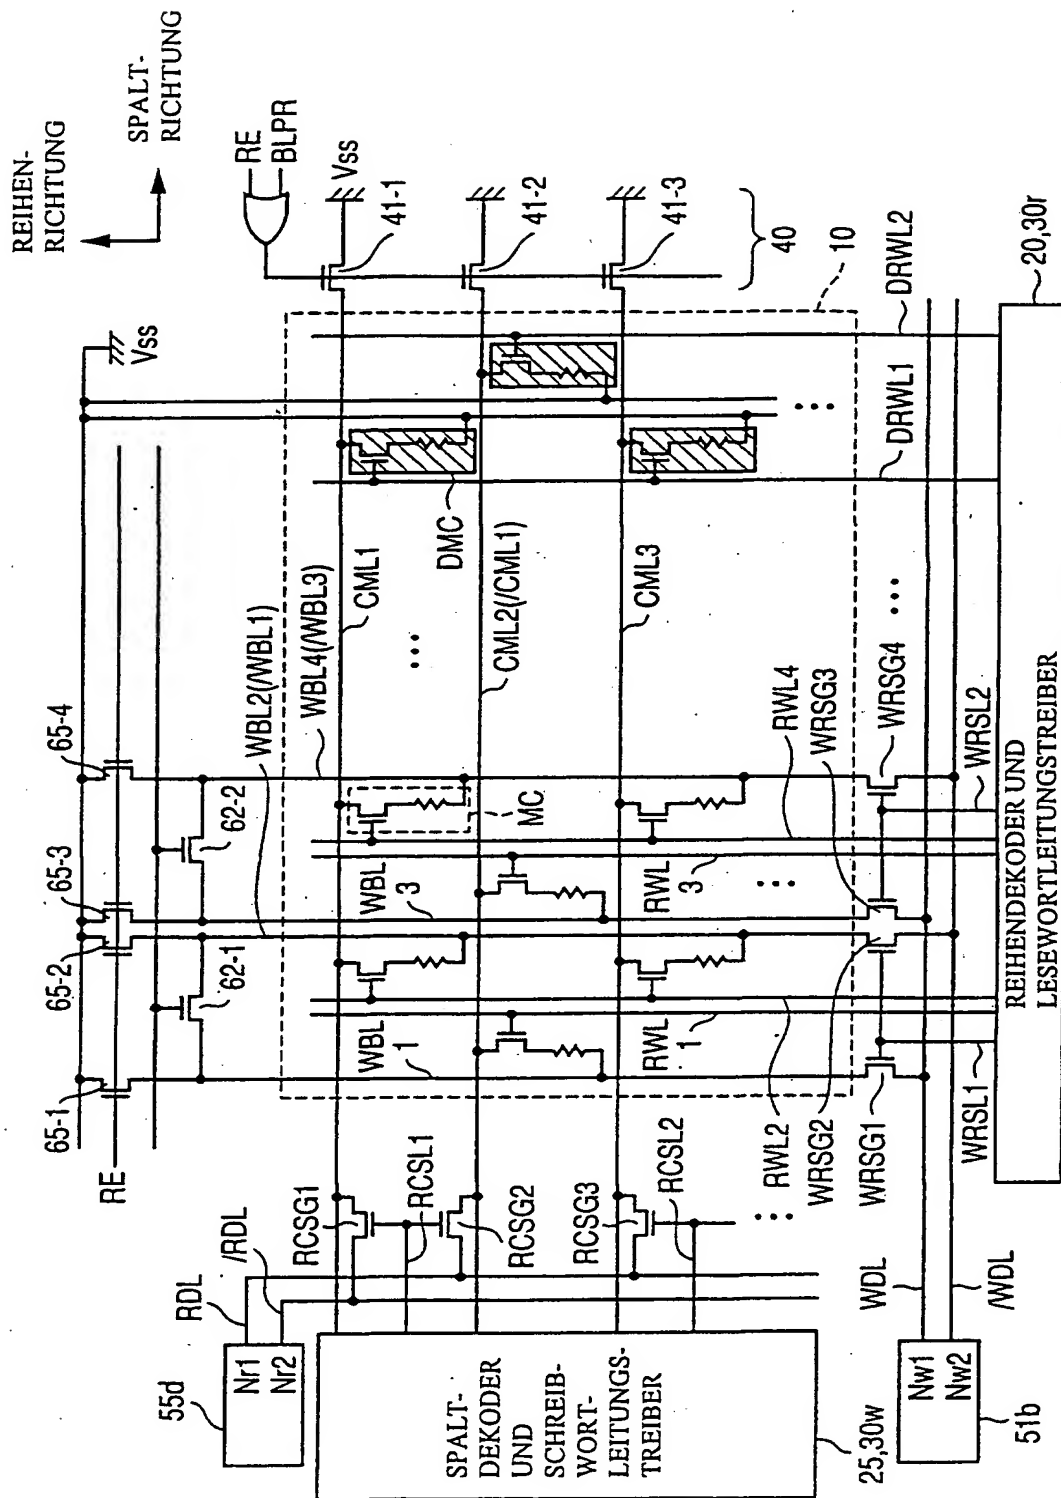 REIHEN-
RICHTUNG
SPALT-
RICHTUNG
RE
BLPR
Vss
41-1
41-2
41-3
40
10
Vss
DRWL2
DRWL1
20,30r
DMC
CML1
CML2(/CML1)
CML3
WBL4(/WBL3)
WBL2(/WBL1)
65-4
65-3
65-2
65-1
62-2
62-1
RE
MC
WBL
3
WBL
1
RWL
3
RWL
1
RWL4
WRSG3
WRSG4
WRSL2
RWL2
WRSG2
WRSG1
WRSL1
REIHENDEKODER UND
LESEWORTLEITUNGSTREIBER
RCSG1
RCSL1
RCSG2
RCSG3
RCSL2
/RDL
RDL
Nr1
Nr2
55d
SPALT-
DEKODER
UND
SCHREIB-
WORT-
LEITUNGS-
TREIBER
25,30w
WDL
/WDL
Nw1
Nw2
51b